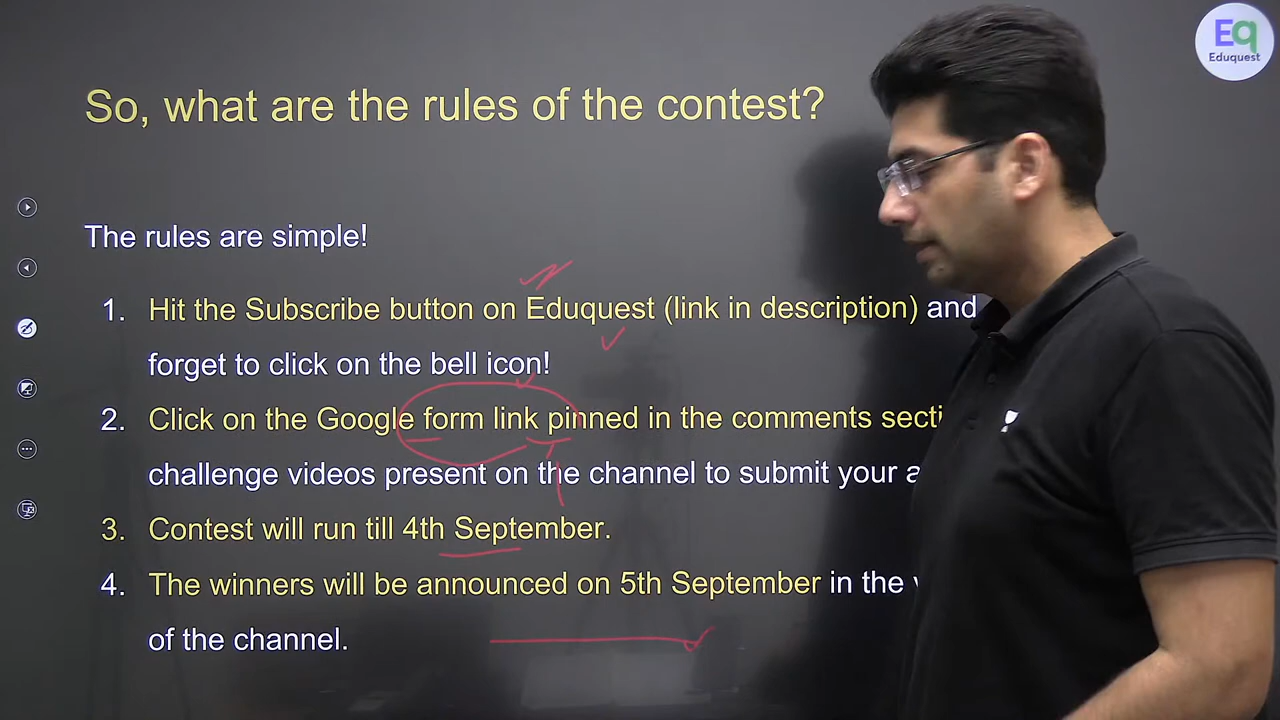 Eq
Eduquest
So, what are the rules of the contest?
The rules are simple!
1. Hit the Subscribe button on Eduquest (link in description) and
forget to click on the bell icon!
2. Click on the Google form link pinned in the comments
challenge videos present on the channel to submit your
3. Contest will run till 4th September.
4. The winners will be announced on 5th September in the
of the channel.